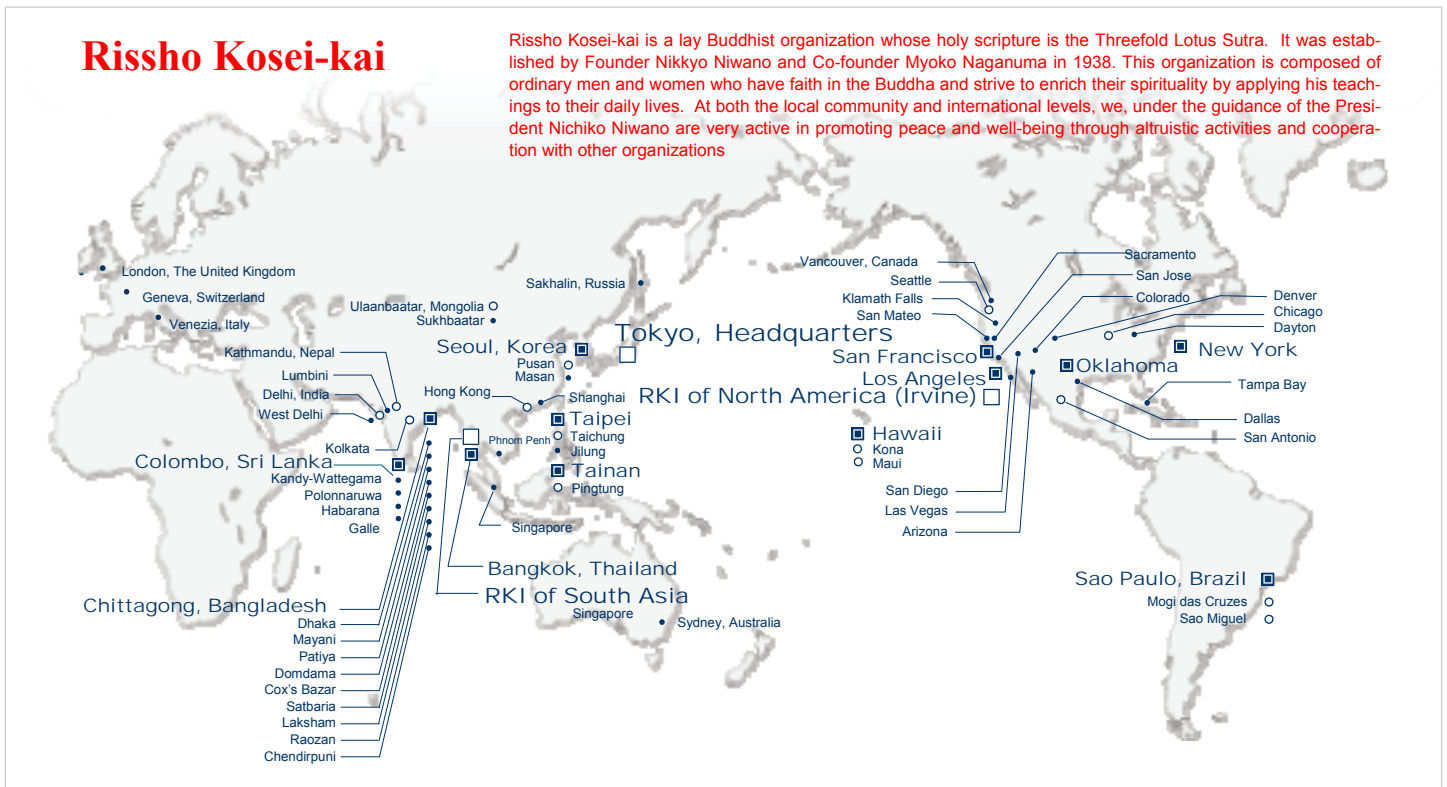 Rissho Kosei-kai
Rissho Kosei-kai is a lay Buddhist organization whose holy scripture is the Threefold Lotus Sutra. It was estab-
lished by Founder Nikkyo Niwano and Co-founder Myoko Naganuma in 1938. This organization is composed of
ordinary men and women who have faith in the Buddha and strive to enrich their spirituality by applying his teach-
ings to their daily lives. At both the local community and international levels, we, under the guidance of the Presi-
dent Nichiko Niwano are very active in promoting peace and well-being through altruistic activities and coopera-
tion with other organizations
London, The United Kingdom
Geneva, Switzerland
Venezia, Italy
Ulaanbaatar, Mongolia
Sukhbaatar
Sakhalin, Russia
Tokyo, Headquarters
Seoul, Korea
Pusan
Masan
Kathmandu, Nepal
Lumbini
Delhi, India
West Delhi
Kolkata
Colombo, Sri Lanka
Kandy-Wattegama
Polonnaruwa
Habarana
Galle
Hong Kong
Shanghai
Taipei
Taichung
Jilung
Tainan
Pingtung
Phnom Penh
Singapore
Bangkok, Thailand
RKI of South Asia
Singapore
Sydney, Australia
Chittagong, Bangladesh
Dhaka
Mayani
Patiya
Domdama
Cox's Bazar
Satbaria
Laksham
Raozan
Chendirpuni
Vancouver, Canada
Seattle
Klamath Falls
San Mateo
San Francisco
Los Angeles
RKI of North America (Irvine)
Hawaii
Kona
Maui
San Diego
Las Vegas
Arizona
Sacramento
San Jose
Colorado
Denver
Chicago
Dayton
New York
Oklahoma
Tampa Bay
Dallas
San Antonio
Sao Paulo, Brazil
Mogi das Cruzes
Sao Miguel